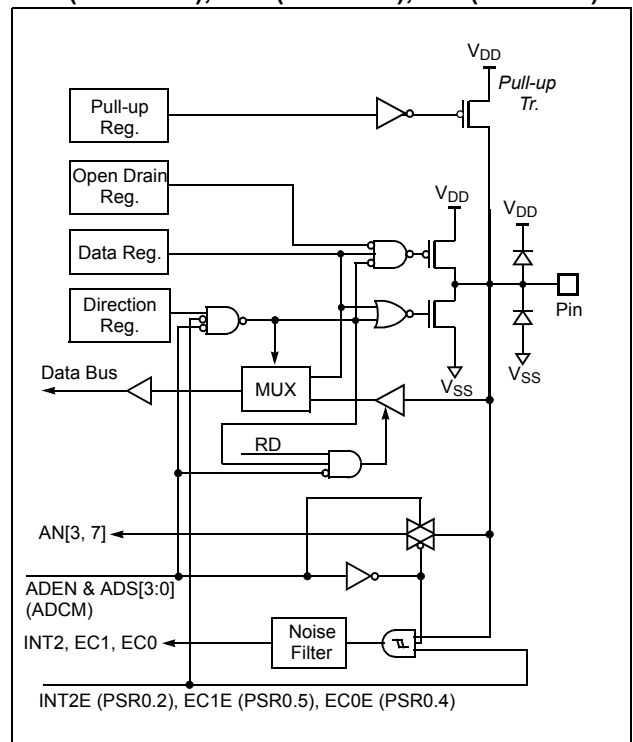 VDD
Pull-up
Tr.
Pull-up
Reg.
Open Drain
Reg.
VDD
VDD
Data Reg.
Direction
Reg.
Pin
Data Bus
MUX
VSS
VSS
RD
AN[3, 7]
ADEN & ADS[3:0]
(ADCM)
INT2, EC1, EC0
Noise
Filter
INT2E (PSR0.2), EC1E (PSR0.5), EC0E (PSR0.4)